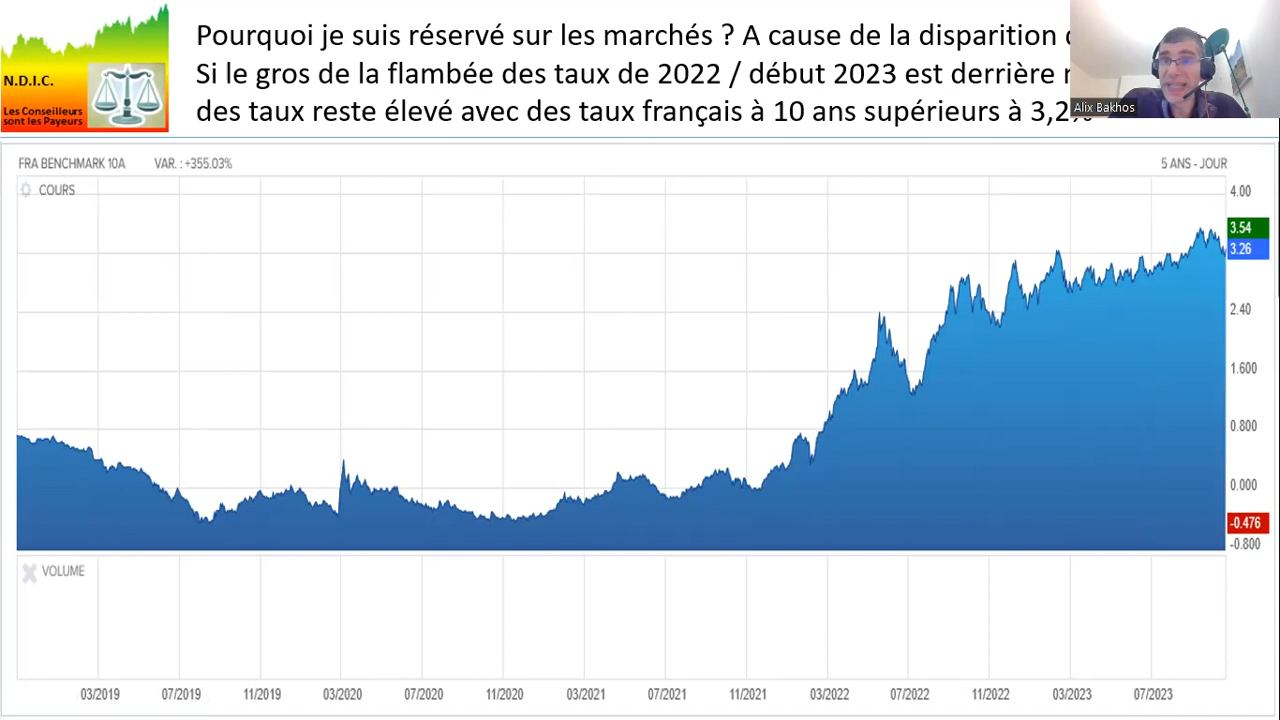 N.D.I.C.
Les Conseilleurs
sont les Payeurs
Pourquoi je suis réservé sur les marchés ? A cause de la disparition
Si le gros de la flambée des taux de 2022 / début 2023 est derrière
des taux reste élevé avec des taux français à 10 ans supérieurs à 3,2%
Alix Bakhos
FRA BENCHMARK 10A VAR. : +355.03% 5 ANS - JOUR
COURS
4.00
3.54
3.26
2.40
1.600
0.800
0.000
-0.476
-0.800
VOLUME
03/2019 07/2019 11/2019 03/2020 07/2020 11/2020 03/2021 07/2021 11/2021 03/2022 07/2022 11/2022 03/2023 07/2023